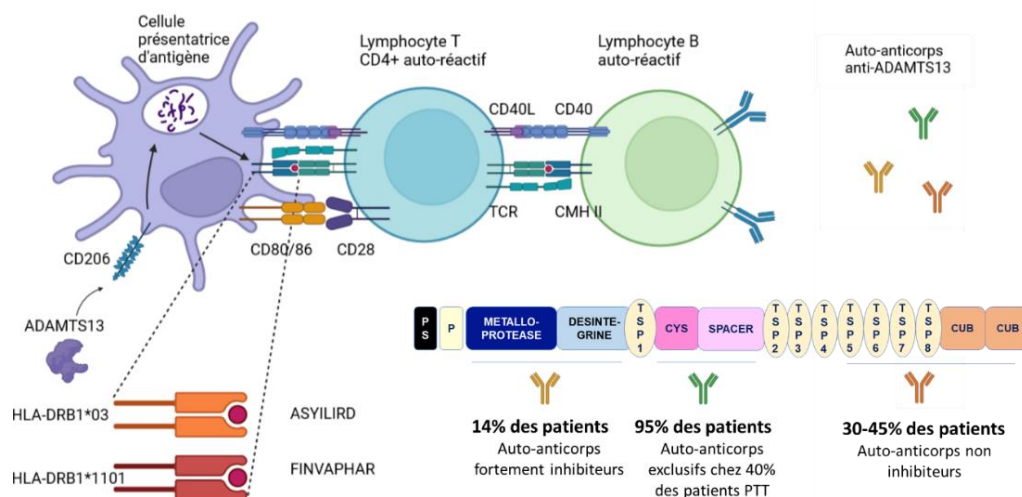 Cellule
présentatrice
d'antigène
Lymphocyte T
CD4+ auto-réactif
Lymphocyte B
auto-réactif
Auto-anticorps
anti-ADAMTS13
CD40L
CD40
TCR
CMH II
CD80/86
CD28
CD206
ADAMTS13
PS
P
METALLO-
PROTEASE
DESINTE-
GRINE
TSP1
CYS
SPACER
TSP2
TSP3
TSP4
TSP5
TSP6
TSP7
TSP8
CUB
CUB
HLA-DRB1*03
ASYILIRD
HLA-DRB1*1101
FINVAPHAR
14% des patients
Auto-anticorps
fortement inhibiteurs
95% des patients
Auto-anticorps
exclusifs chez 40%
des patients PTT
30-45% des patients
Auto-anticorps non
inhibiteurs